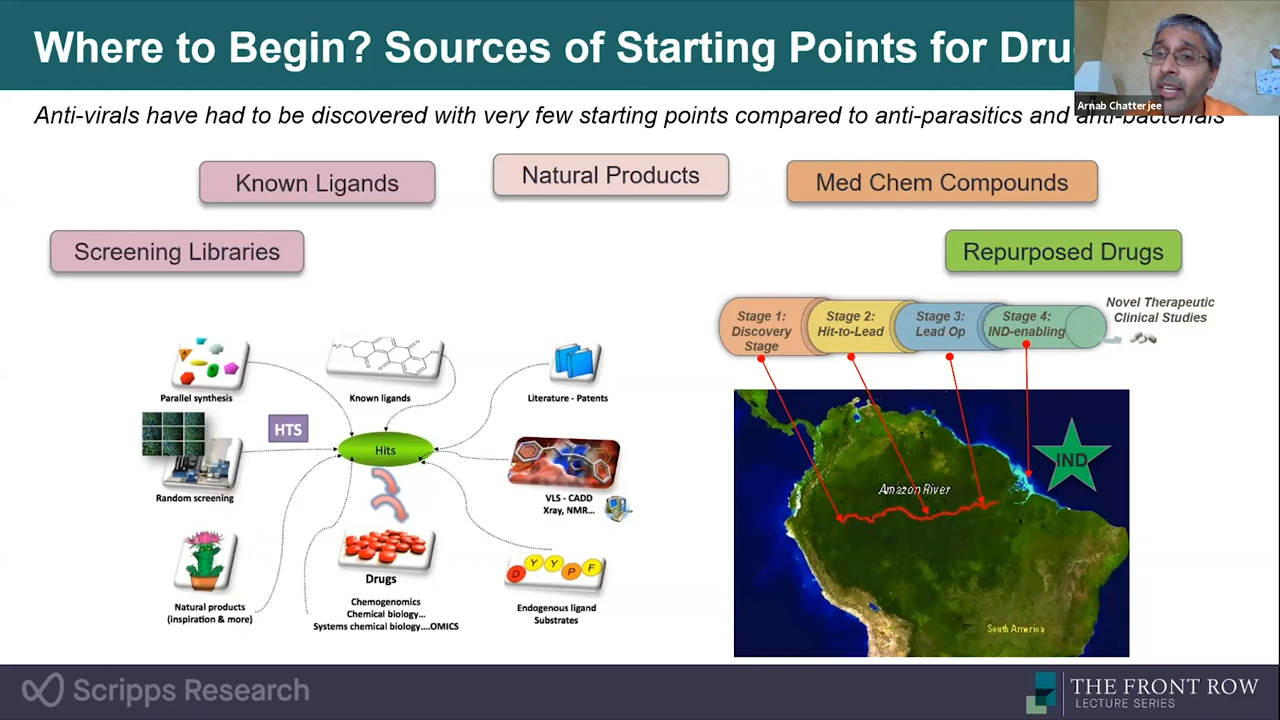 Where to Begin? Sources of Starting Points for Dru
Arnab Chatterjee
Anti-virals have had to be discovered with very few starting points compared to anti-parasitics and anti-bacterials
Known Ligands
Natural Products
Med Chem Compounds
Screening Libraries
Repurposed Drugs
Stage 1:
Discovery
Stage
Stage 2:
Hit-to-Lead
Stage 3:
Lead Op
Stage 4:
IND-enabling
Novel Therapeutic
Clinical Studies
Parallel synthesis
Known ligands
Literature - Patents
HTS
Hits
Random screening
VLS - CADD
Xray, NMR...
Drugs
D Y Y P F
Natural products
(inspiration & more)
Chemogenomics
Chemical biology...
Systems chemical biology....OMICS
Endogenous ligand
Substrates
IND
Amazon River
South America
Scripps Research
THE FRONT ROW
LECTURE SERIES